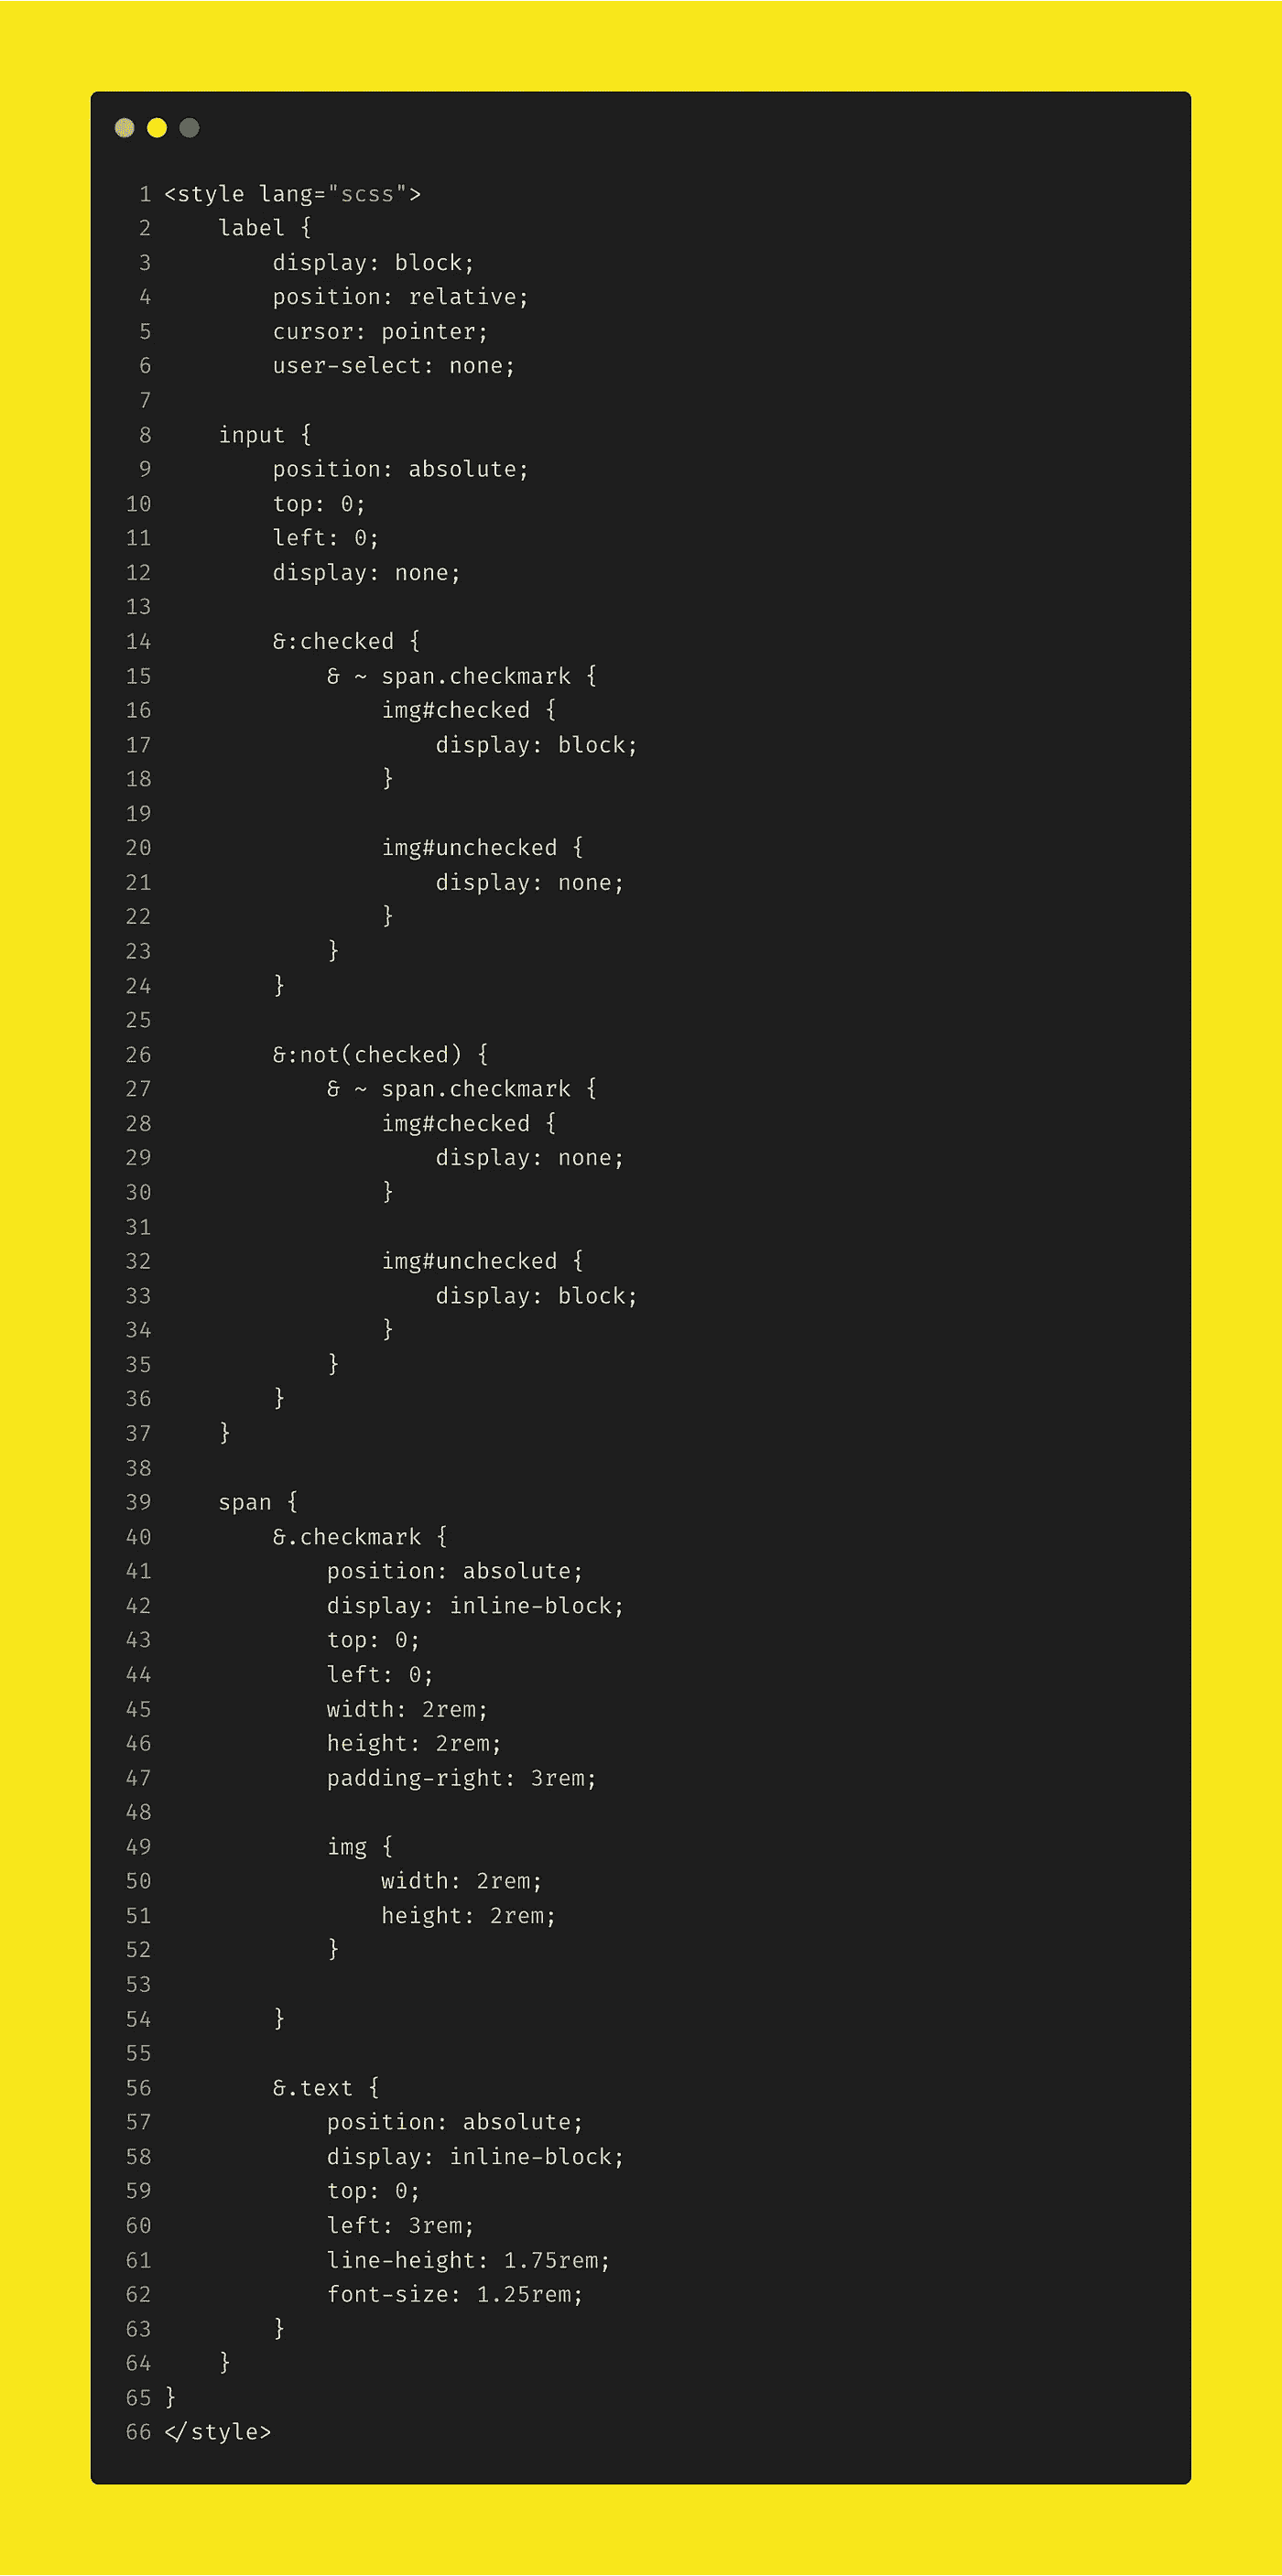 1 <style lang="scss">
2     label {
3         display: block;
4         position: relative;
5         cursor: pointer;
6         user-select: none;
7
8     input {
9         position: absolute;
10         top: 0;
11         left: 0;
12         display: none;
13
14         &:checked {
15             & ~ span.checkmark {
16                 img#checked {
17                     display: block;
18                 }
19
20                 img#unchecked {
21                     display: none;
22                 }
23             }
24         }
25
26         &:not(checked) {
27             & ~ span.checkmark {
28                 img#checked {
29                     display: none;
30                 }
31
32                 img#unchecked {
33                     display: block;
34                 }
35             }
36         }
37     }
38
39     span {
40         &.checkmark {
41             position: absolute;
42             display: inline-block;
43             top: 0;
44             left: 0;
45             width: 2rem;
46             height: 2rem;
47             padding-right: 3rem;
48
49             img {
50                 width: 2rem;
51                 height: 2rem;
52             }
53
54         }
55
56         &.text {
57             position: absolute;
58             display: inline-block;
59             top: 0;
60             left: 3rem;
61             line-height: 1.75rem;
62             font-size: 1.25rem;
63         }
64     }
65 }
66 </style>